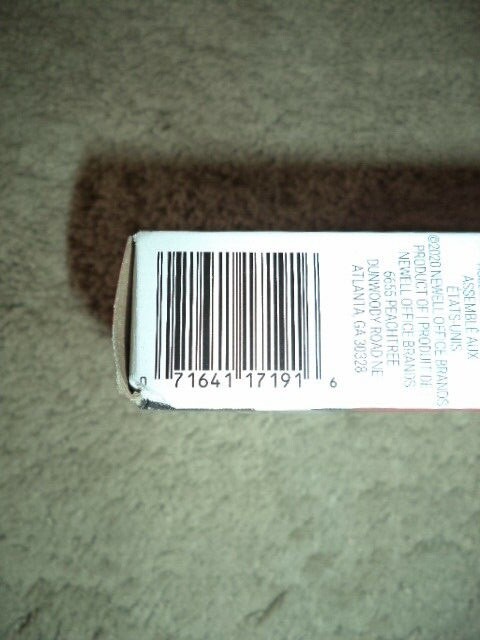 0 71641 17191 6
ASSEMBLÉ AUX
ÉTATS-UNIS
©2020 NEWELL OFFICE BRANDS
PRODUCT OF | PRODUIT DE
NEWELL OFFICE BRANDS
6655 PEACHTREE
DUNWOODY ROAD NE
ATLANTA, GA 30328